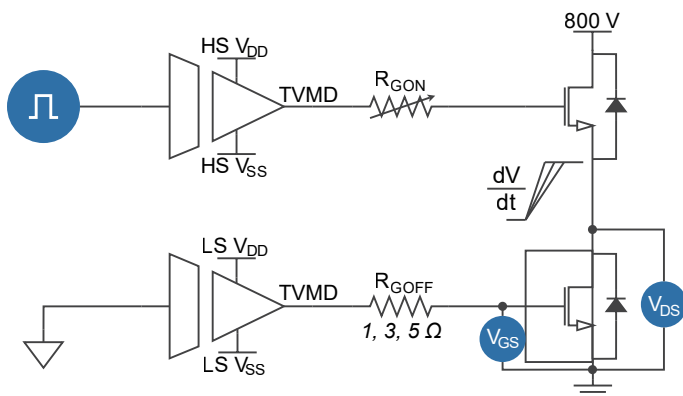 800 V
HS VDD
TVMD
RGON
HS VSS
dV
dt
LS VDD
TVMD
RGOFF
1, 3, 5 Ω
VGS
VDS
LS VSS